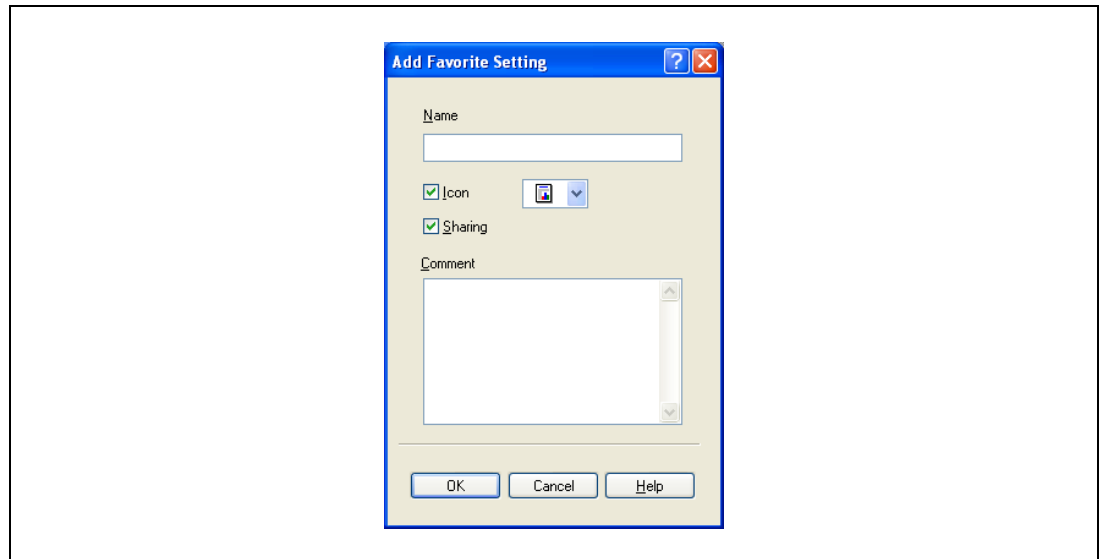 Add Favorite Setting
?
Name
Icon
Sharing
Comment
OK Cancel Help